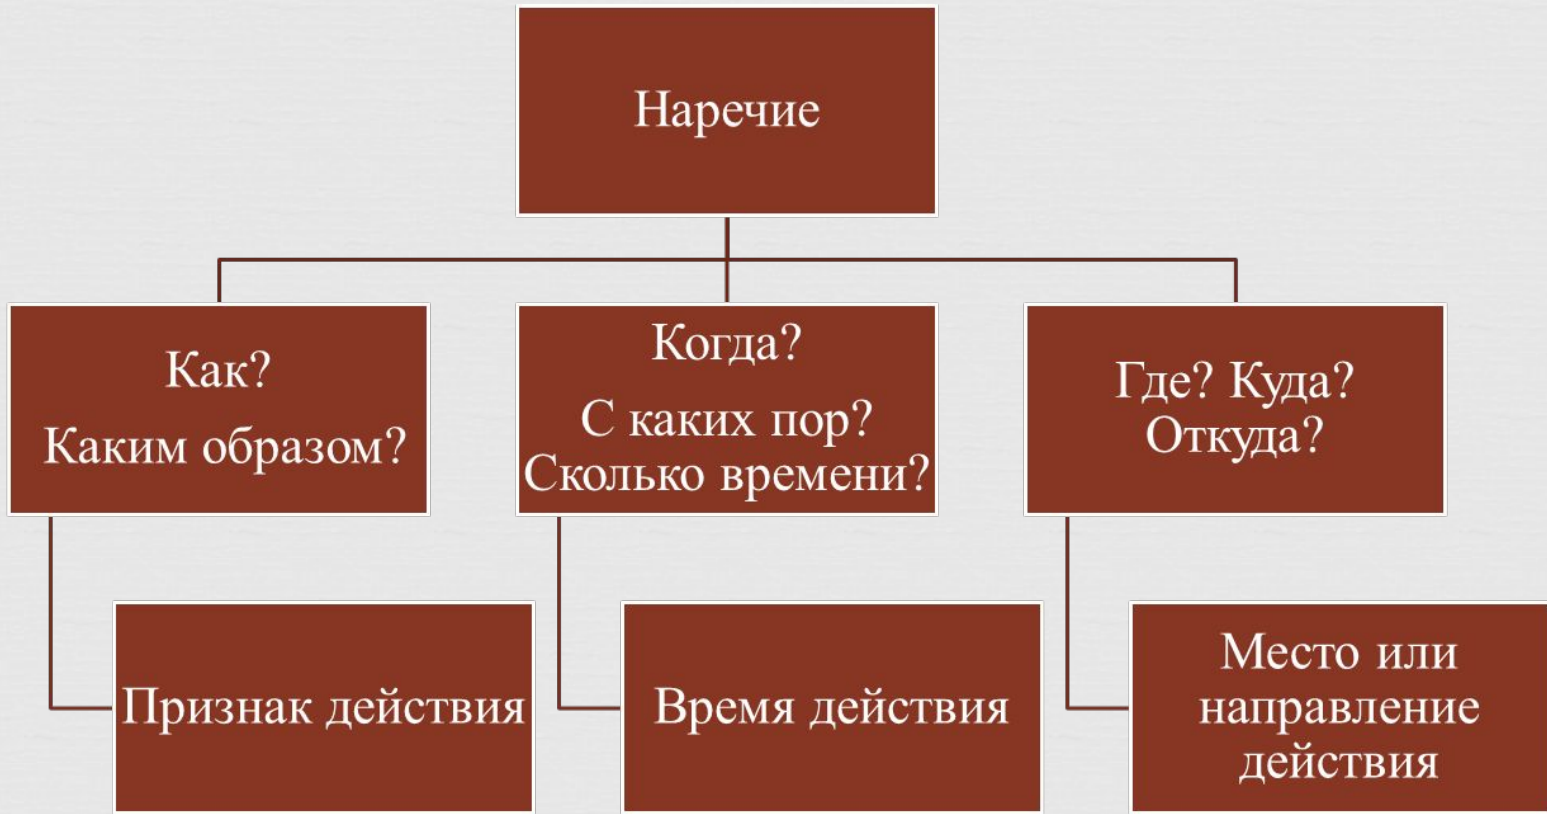 Наречие
Как?
Каким образом?
Когда?
С каких пор?
Сколько времени?
Где? Куда?
Откуда?
Признак действия
Время действия
Место или
направление
действия